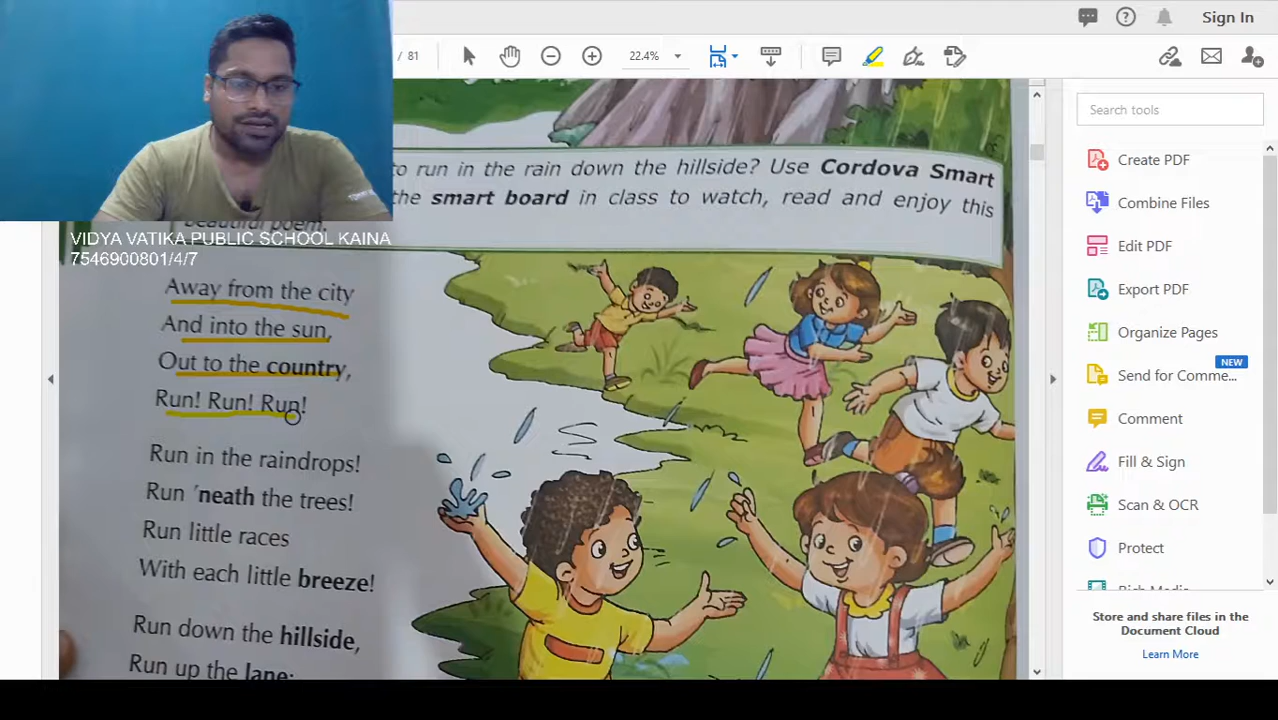 / 81
22.4%
Sign In
to run in the rain down the hillside? Use Cordova Smart
the smart board in class to watch, read and enjoy this
beautiful poem.
VIDYA VATIKA PUBLIC SCHOOL KAINA
7546900801/4/7
Away from the city
And into the sun,
Out to the country,
Run! Run! Run!
Run in the raindrops!
Run 'neath the trees!
Run little races
With each little breeze!
Run down the hillside,
Run up the lane;
Search tools
Create PDF
Combine Files
Edit PDF
Export PDF
Organize Pages
NEW
Send for Comme...
Comment
Fill & Sign
Scan & OCR
Protect
Rich Media
Store and share files in the
Document Cloud
Learn More